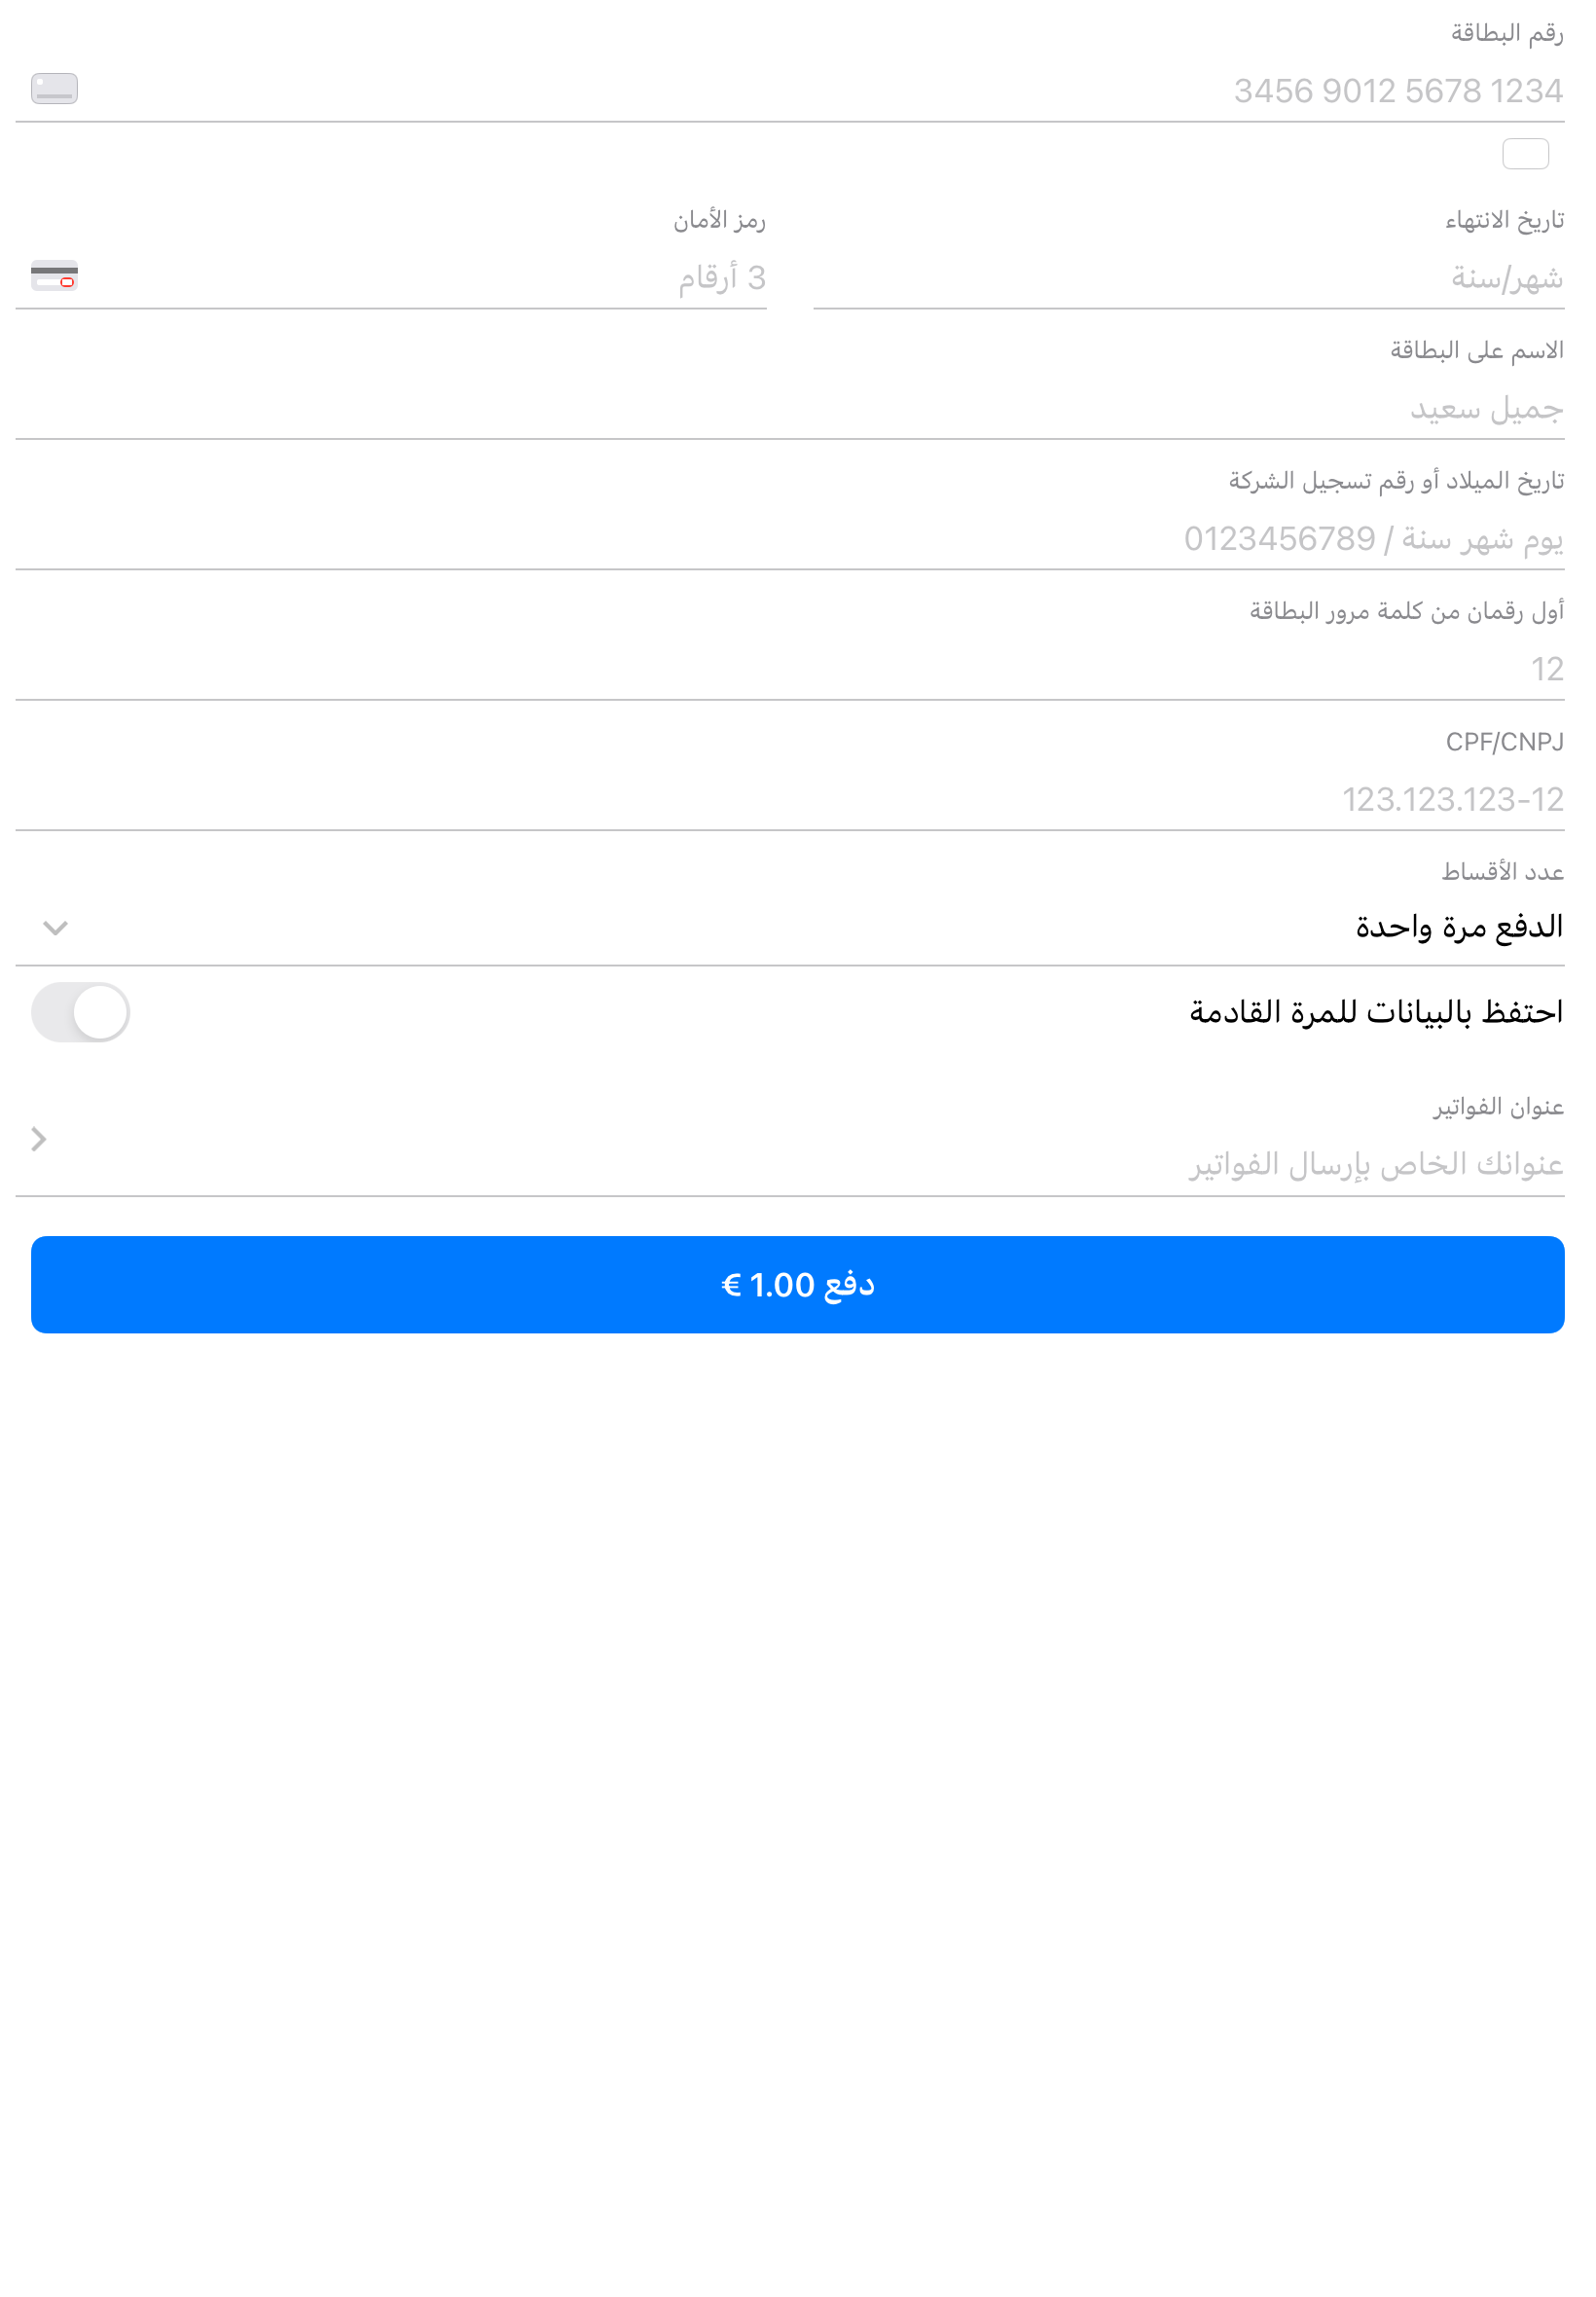 رقم البطاقة
1234 5678 9012 3456
تاريخ الانتهاء
شهر/سنة
رمز الأمان
3 أرقام
الاسم على البطاقة
جميل سعيد
تاريخ الميلاد أو رقم تسجيل الشركة
يوم شهر سنة / 0123456789
أول رقمان من كلمة مرور البطاقة
12
CPF/CNPJ
123.123.123-12
عدد الأقساط
الدفع مرة واحدة
احتفظ بالبيانات للمرة القادمة
عنوان الفواتير
عنوانك الخاص بإرسال الفواتير
دفع 1.00 €